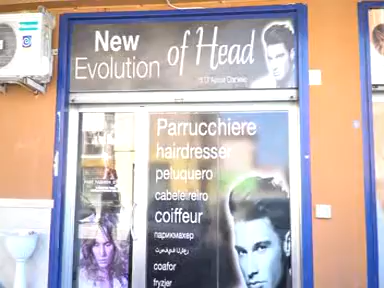 New
Evolution
of Head
Parrucchiere
hairdresser
peluquero
cabeleireiro
coiffeur
парикмахер
coafor
fryzjer